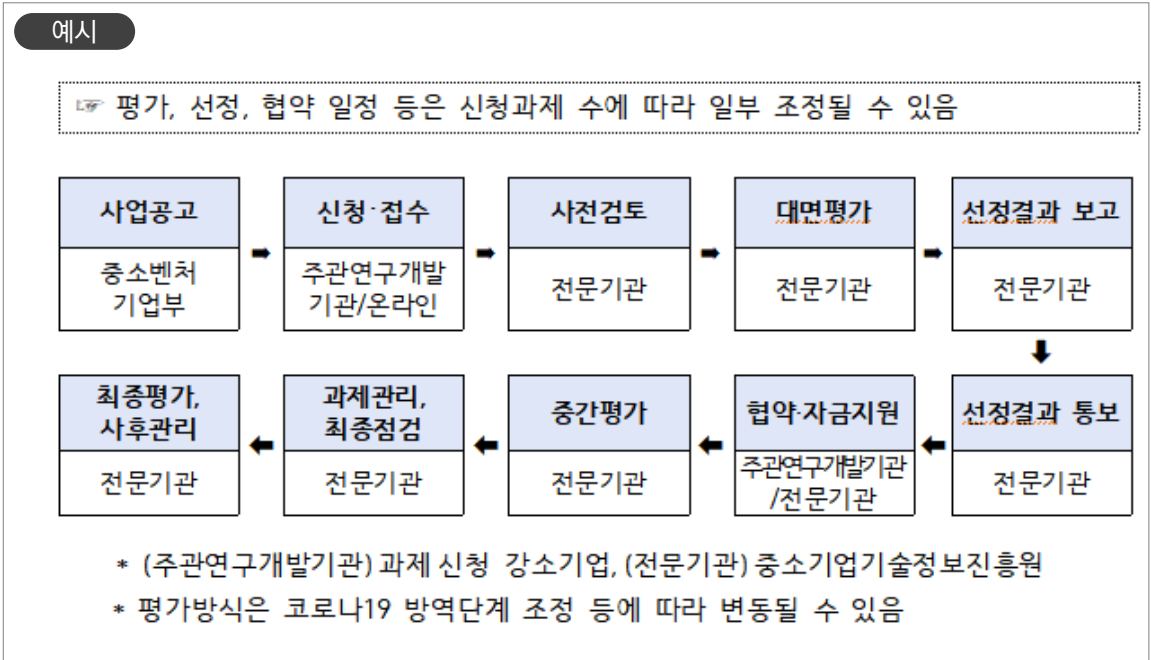 예시
☞ 평가, 선정, 협약 일정 등은 신청과제 수에 따라 일부 조정될 수 있음
사업공고
중소벤처
기업부
➡
신청·접수
주관연구개발
기관/온라인
➡
사전검토
전문기관
➡
대면평가
전문기관
➡
선정결과 보고
전문기관
⬇
선정결과 통보
전문기관
⬅
협약·자금지원
주관연구개발기관
/전문기관
⬅
중간평가
전문기관
⬅
과제관리,
최종점검
전문기관
⬅
최종평가,
사후관리
전문기관
* (주관연구개발기관) 과제 신청 강소기업, (전문기관) 중소기업기술정보진흥원
* 평가방식은 코로나19 방역단계 조정 등에 따라 변동될 수 있음